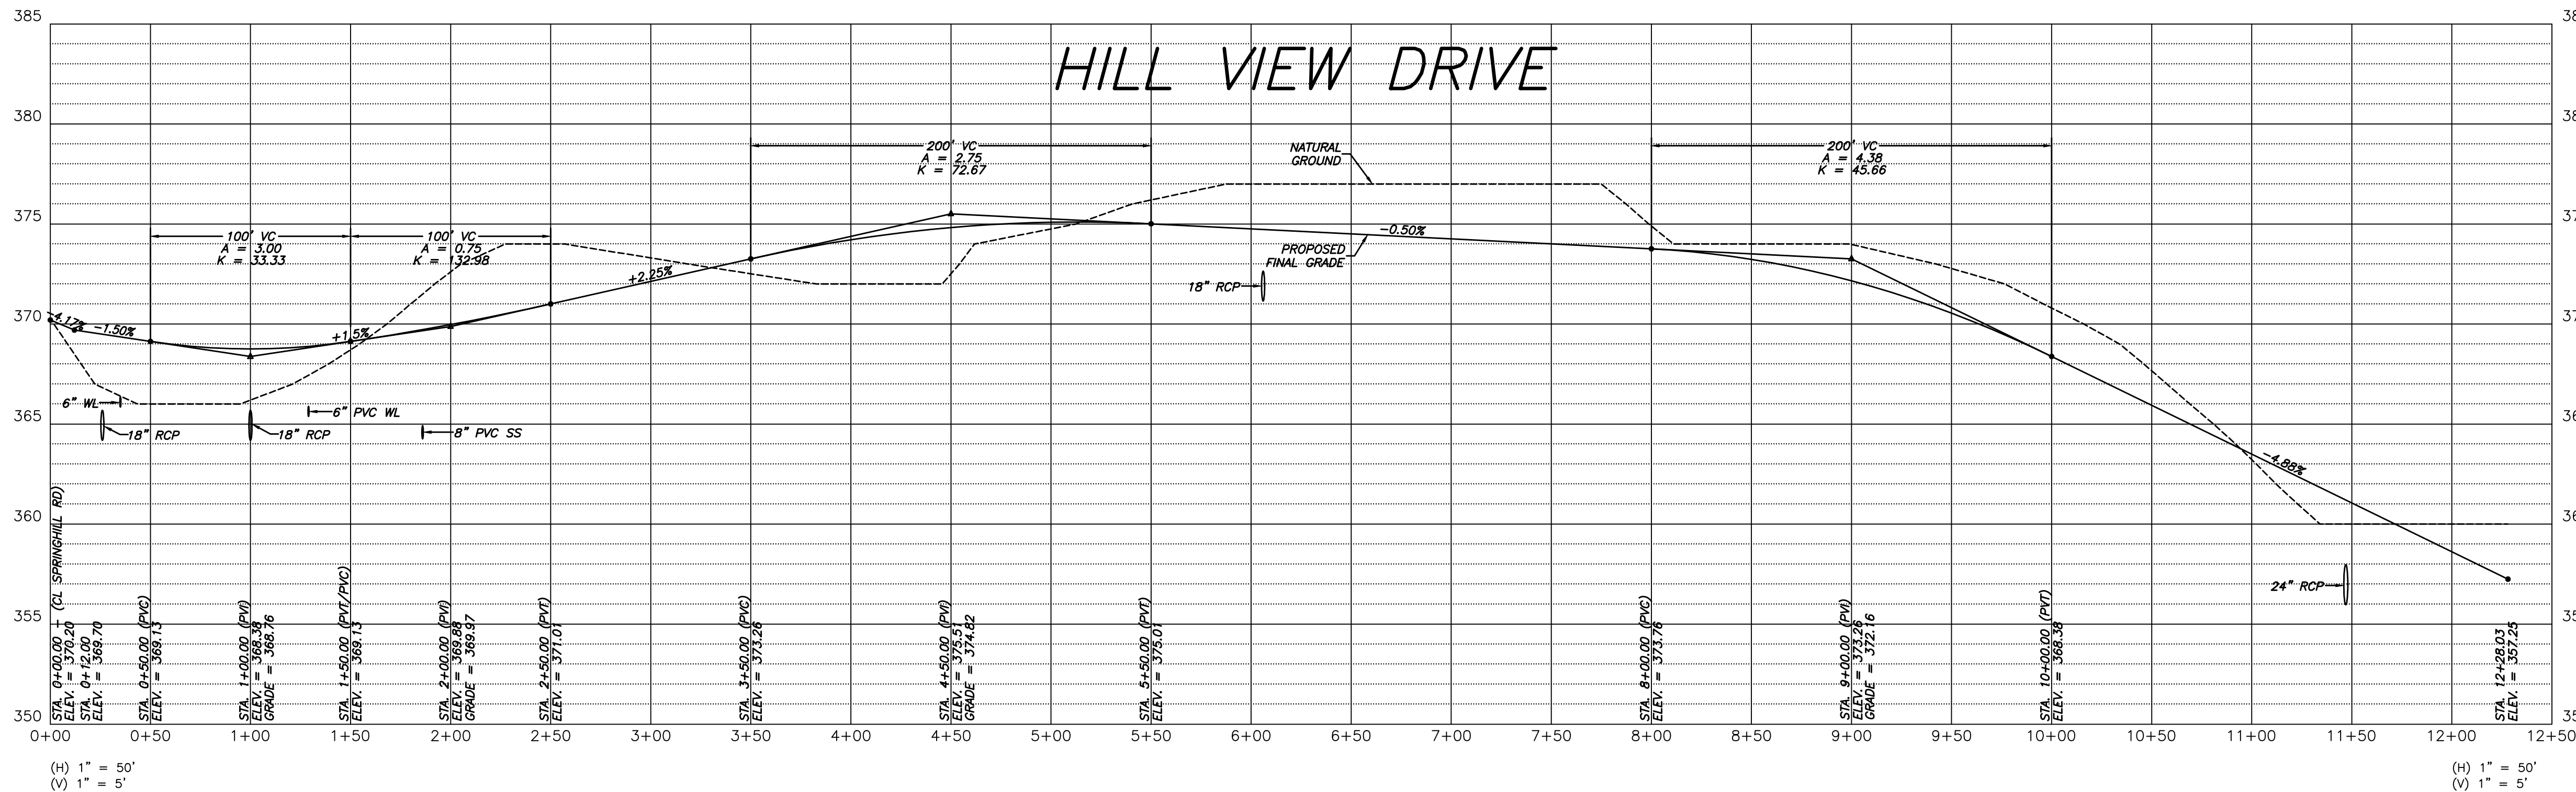 HILL VIEW DRIVE
385
380
375
370
365
360
355
350
38
38
37
37
36
36
35
35
200' VC
A = 2.75
K = 72.67
NATURAL
GROUND
200' VC
A = 4.38
K = 45.66
100' VC
A = 3.00
K = 33.33
100' VC
A = 0.75
K = 132.98
-0.50%
PROPOSED
FINAL GRADE
+2.25%
18" RCP
4.17%
-1.50%
+1.5%
6" WL
18" RCP
18" RCP
6" PVC WL
8" PVC SS
-4.88%
24" RCP
STA. 0+00.00 - (CL SPRINGHILL RD)
ELEV. = 370.20
STA. 0+12.00
ELEV. = 369.70
STA. 0+50.00 (PVC)
ELEV. = 369.13
STA. 1+00.00 (PVI)
ELEV. = 368.38
GRADE = 368.76
STA. 1+50.00 (PVT/PVC)
ELEV. = 369.13
STA. 2+00.00 (PVI)
ELEV. = 369.88
GRADE = 369.97
STA. 2+50.00 (PVT)
ELEV. = 371.01
STA. 3+50.00 (PVC)
ELEV. = 373.26
STA. 4+50.00 (PVI)
ELEV. = 375.51
GRADE = 374.82
STA. 5+50.00 (PVT)
ELEV. = 375.01
STA. 8+00.00 (PVC)
ELEV. = 373.76
STA. 9+00.00 (PVI)
ELEV. = 373.26
GRADE = 372.16
STA. 10+00.00 (PVT)
ELEV. = 368.38
STA. 12+28.03
ELEV. = 357.25
0+00 0+50 1+00 1+50 2+00 2+50 3+00 3+50 4+00 4+50 5+00 5+50 6+00 6+50 7+00 7+50 8+00 8+50 9+00 9+50 10+00 10+50 11+00 11+50 12+00 12+50
(H) 1" = 50'
(V) 1" = 5'
(H) 1" = 50'
(V) 1" = 5'